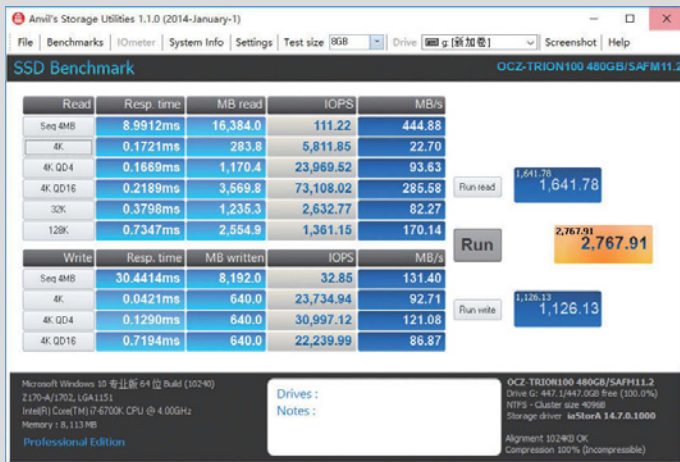 Anvil's Storage Utilities 1.1.0 (2014-January-1)
File Benchmarks IOmeter System Info Settings Test size 8GB Drive g: [新加卷] Screenshot Help
SSD Benchmark OCZ-TRION100 480GB/SAFM11.2
Read Resp. time MB read IOPS MB/s
Seq 4MB 8.9912ms 16,384.0 111.22 444.88
4K 0.1721ms 283.8 5,811.85 22.70
4K QD4 0.1669ms 1,170.4 23,969.52 93.63
4K QD16 0.2189ms 3,569.8 73,108.02 285.58 Run read 1,641.78 1,641.78
32K 0.3798ms 1,235.3 2,632.77 82.27
128K 0.7347ms 2,554.9 1,361.15 170.14
Run 2,767.91 2,767.91
Write Resp. time MB written IOPS MB/s
Seq 4MB 30.4414ms 8,192.0 32.85 131.40
4K 0.0421ms 640.0 23,734.94 92.71
4K QD4 0.1290ms 640.0 30,997.12 121.08 Run write 1,126.13 1,126.13
4K QD16 0.7194ms 640.0 22,239.99 86.87
Microsoft Windows 10 专业版 64 位 Build (10240)
Z170-A/1702, LGA1151
Intel(R) Core(TM) i7-6700K CPU @ 4.00GHz
Memory : 8,113 MB
Professional Edition
Drives :
Notes :
OCZ-TRION100 480GB/SAFM11.2
Drive G: 447.1/447.0GB free (100.0%)
NTFS - Cluster size 4096B
Storage driver iaStorA 14.7.0.1000
Alignment 1024KB OK
Compression 100% (Incompressible)